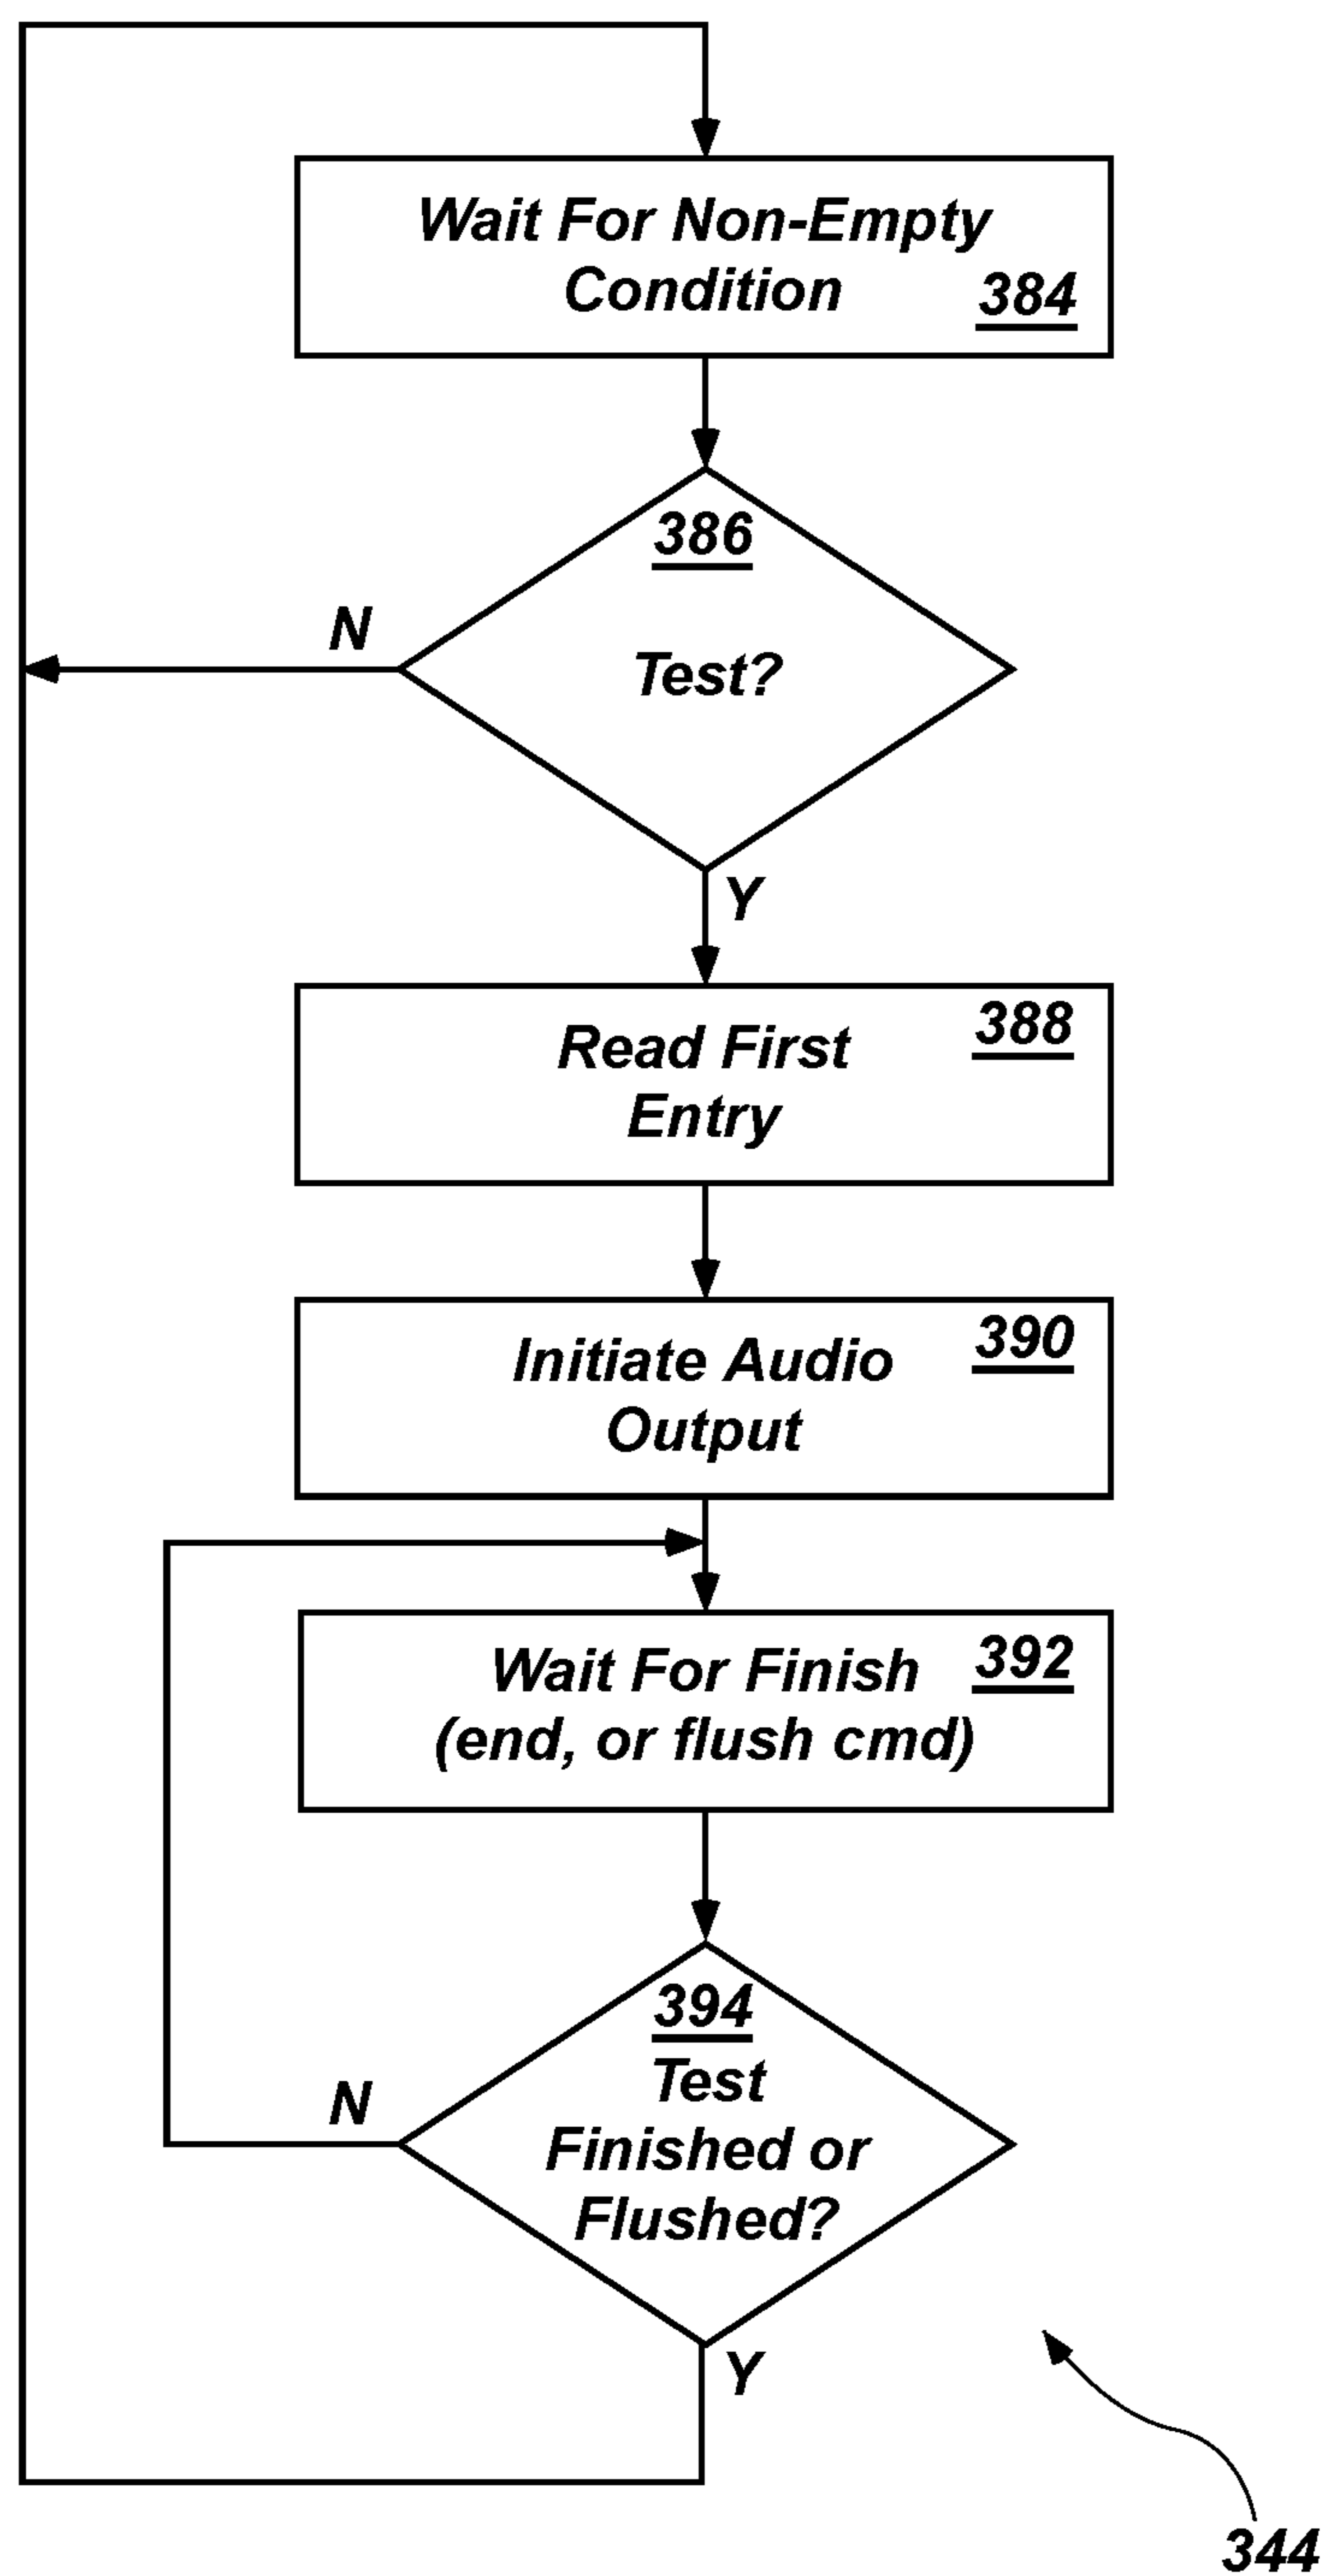 Wait For Non-Empty
Condition 384
386
N
Test?
Y
388
Read First
Entry
390
Initiate Audio
Output
392
Wait For Finish
(end, or flush cmd)
394
N
Test
Finished or
Flushed?
Y
344